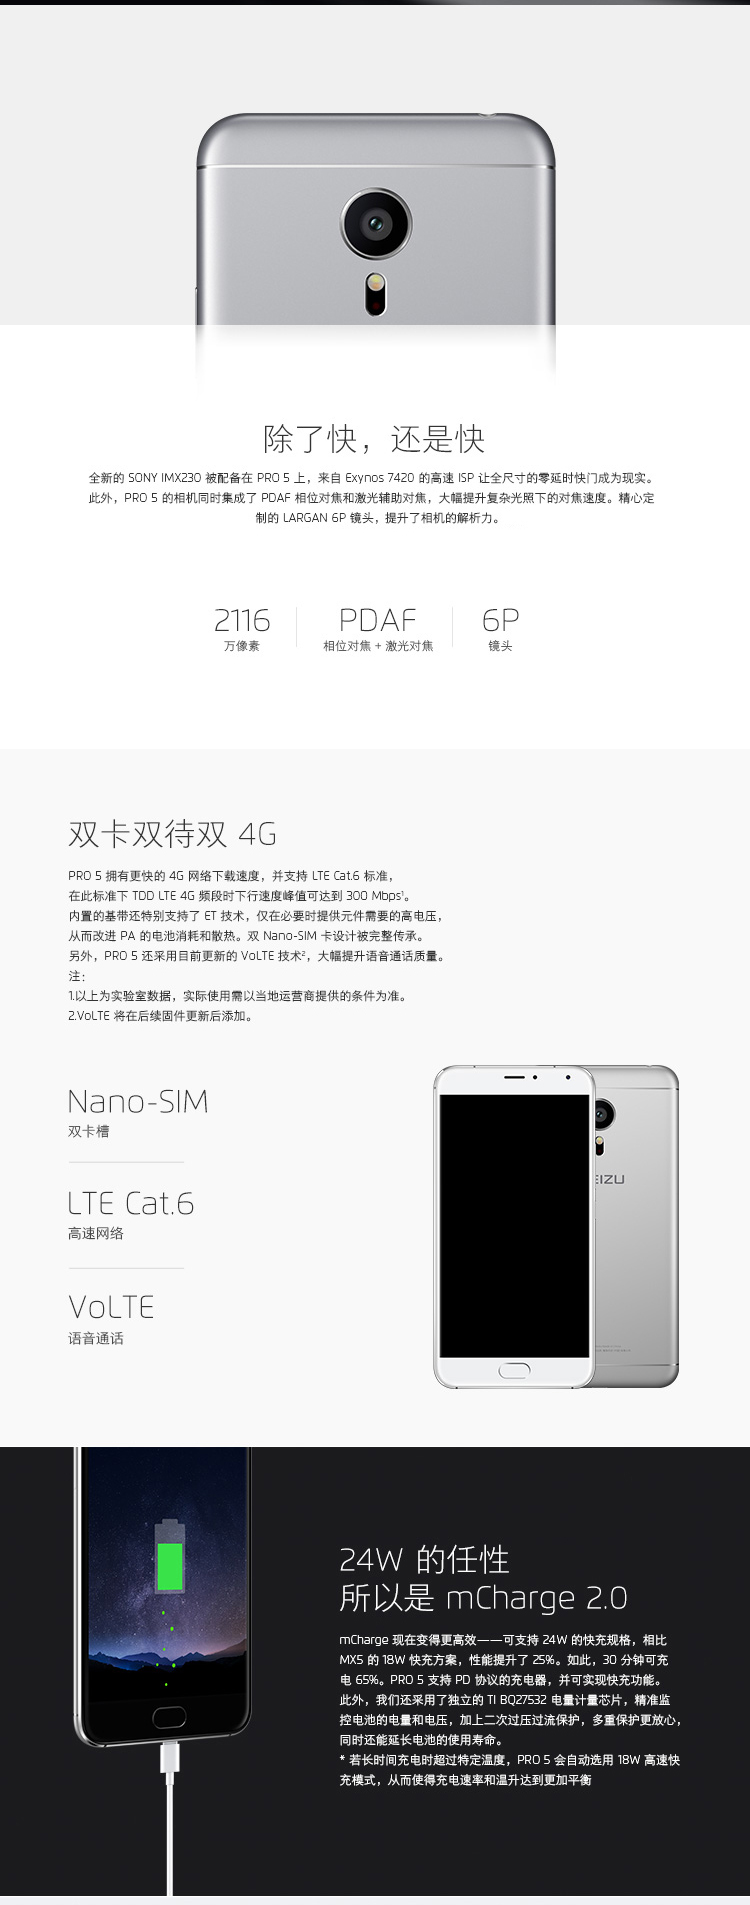 除了快，还是快
全新的 SONY IMX230 被配备在 PRO 5 上，来自 Exynos 7420 的高速 ISP 让全尺寸的零延时快门成为现实。
此外，PRO 5 的相机同时集成了 PDAF 相位对焦和激光辅助对焦，大幅提升复杂光照下的对焦速度。精心定
制的 LARGAN 6P 镜头，提升了相机的解析力。
2116
万像素
PDAF
相位对焦 + 激光对焦
6P
镜头
双卡双待双 4G
PRO 5 拥有更快的 4G 网络下载速度，并支持 LTE Cat.6 标准，
在此标准下 TDD LTE 4G 频段时下行速度峰值可达到 300 Mbps¹。
内置的基带还特别支持了 ET 技术，仅在必要时提供元件需要的高电压，
从而改进 PA 的电池消耗和散热。双 Nano-SIM 卡设计被完整传承。
另外，PRO 5 还采用目前更新的 VoLTE 技术²，大幅提升语音通话质量。
注：
1.以上为实验室数据，实际使用需以当地运营商提供的条件为准。
2.VoLTE 将在后续固件更新后添加。
Nano-SIM
双卡槽
LTE Cat.6
高速网络
VoLTE
语音通话
EIZU
24W 的任性
所以是 mCharge 2.0
mCharge 现在变得更高效——可支持 24W 的快充规格，相比
MX5 的 18W 快充方案，性能提升了 25%。如此，30 分钟可充
电 65%。PRO 5 支持 PD 协议的充电器，并可实现快充功能。
此外，我们还采用了独立的 TI BQ27532 电量计量芯片，精准监
控电池的电量和电压，加上二次过压过流保护，多重保护更放心，
同时还能延长电池的使用寿命。
* 若长时间充电时超过特定温度，PRO 5 会自动选用 18W 高速快
充模式，从而使得充电速率和温升达到更加平衡